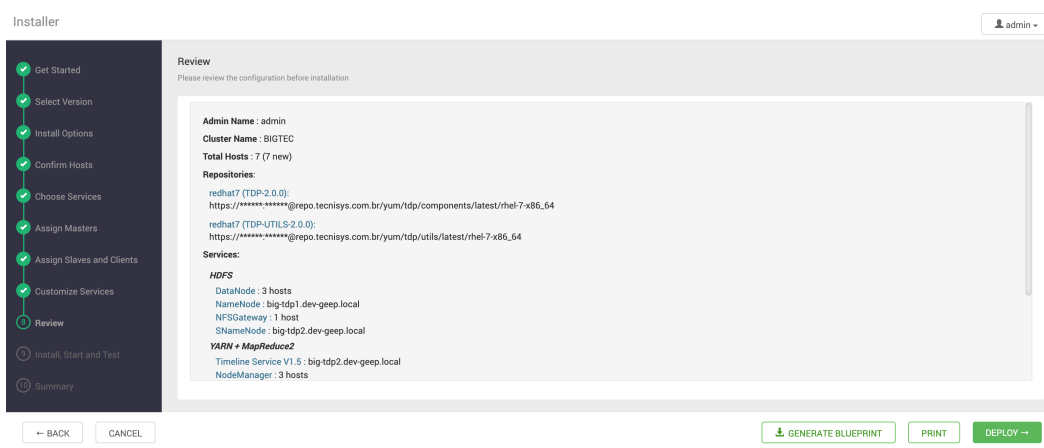 Installer
admin
Get Started
Select Version
Install Options
Confirm Hosts
Choose Services
Assign Masters
Assign Slaves and Clients
Customize Services
8 Review
9 Install, Start and Test
10 Summary
Review
Please review the configuration before installation
Admin Name : admin
Cluster Name : BIGTEC
Total Hosts : 7 (7 new)
Repositories:
redhat7 (TDP-2.0.0):
https://******:******@repo.tecnisys.com.br/yum/tdp/components/latest/rhel-7-x86_64
redhat7 (TDP-UTILS-2.0.0):
https://******:******@repo.tecnisys.com.br/yum/tdp/utils/latest/rhel-7-x86_64
Services:
HDFS
DataNode : 3 hosts
NameNode : big-tdp1.dev-geep.local
NFSGateway : 1 host
SNameNode : big-tdp2.dev-geep.local
YARN + MapReduce2
Timeline Service V1.5 : big-tdp2.dev-geep.local
NodeManager : 3 hosts
← BACK
CANCEL
GENERATE BLUEPRINT
PRINT
DEPLOY →